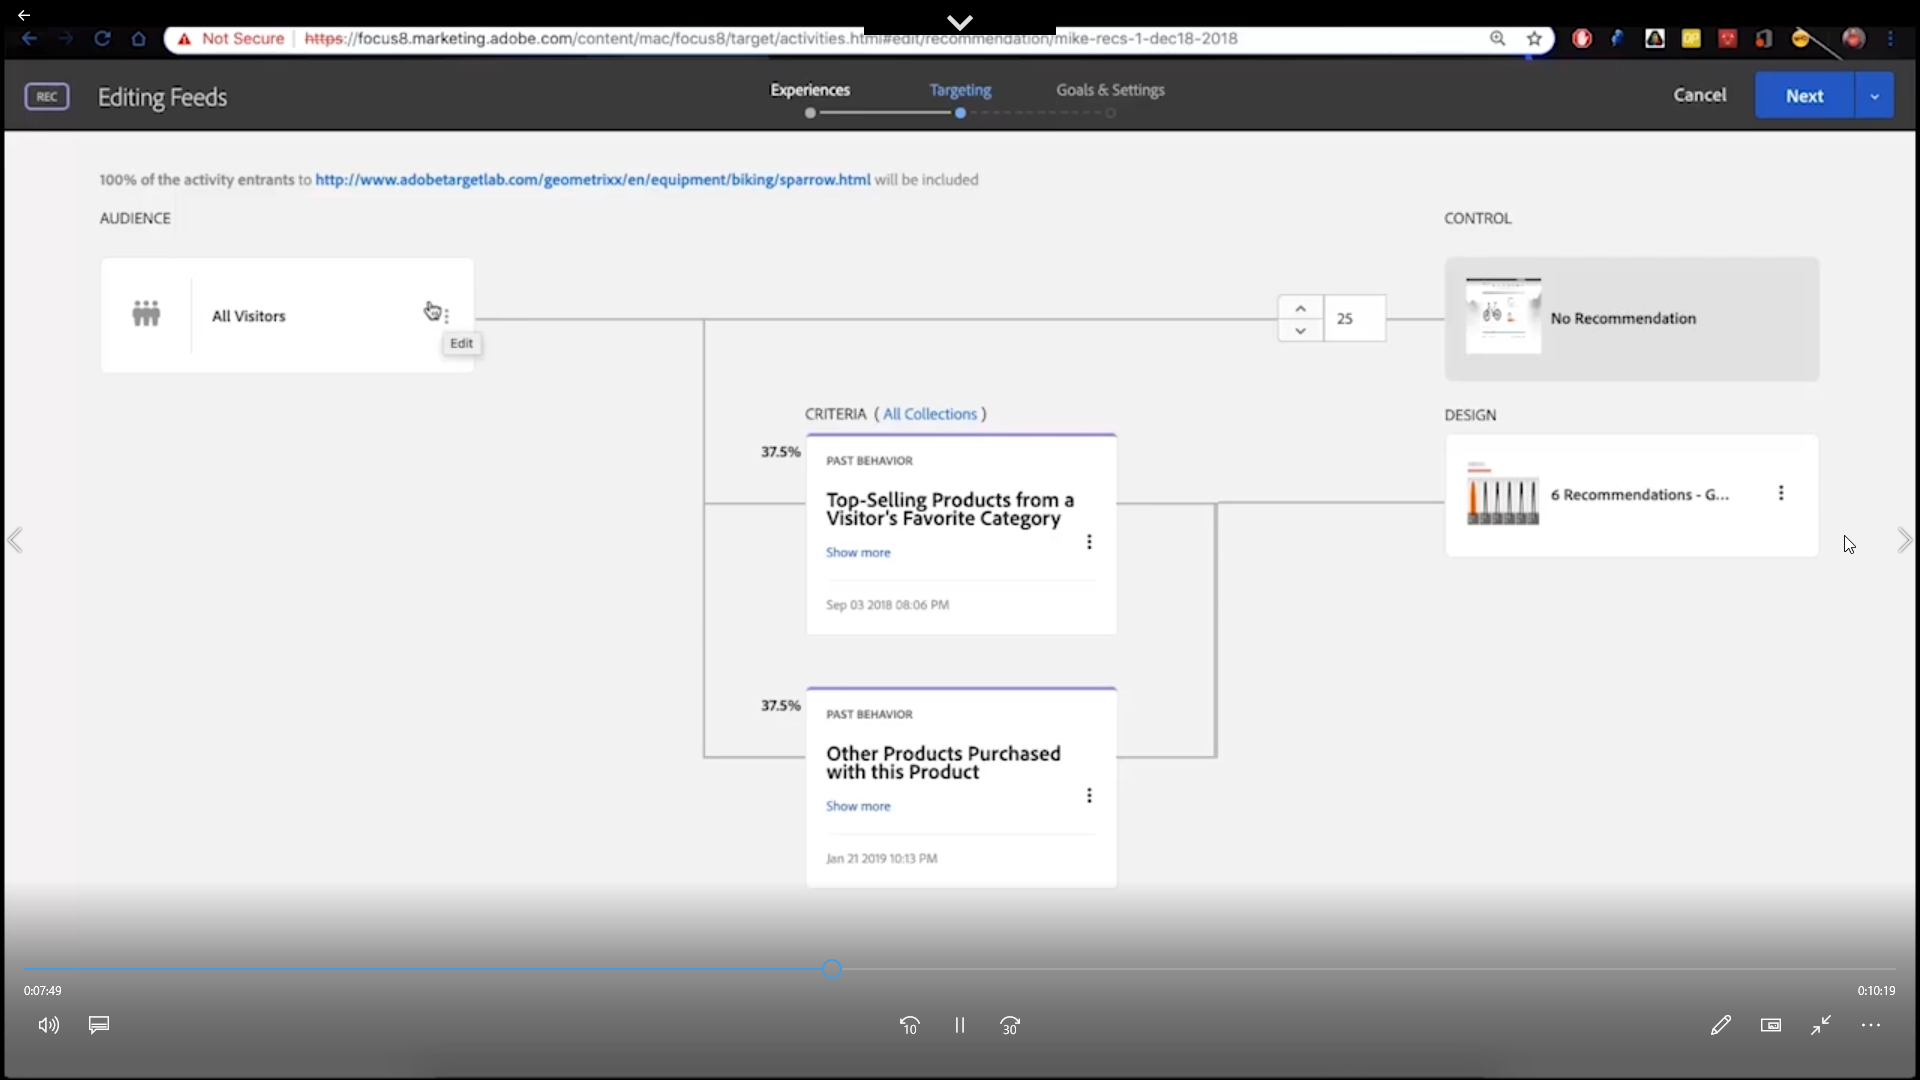 Not Secure
https://focus8.marketing.adobe.com/content/mac/focus8/target/activities.html#edit/recommendation/mike-recs-1-dec18-2018
REC
Editing Feeds
Experiences
Targeting
Goals & Settings
Cancel
Next
100% of the activity entrants to http://www.adobetargetlab.com/geometrixx/en/equipment/biking/sparrow.html will be included
AUDIENCE
CONTROL
All Visitors
Edit
25
No Recommendation
CRITERIA ( All Collections )
DESIGN
37.5%
PAST BEHAVIOR
Top-Selling Products from a
Visitor's Favorite Category
Show more
Sep 03 2018 08:06 PM
6 Recommendations - G...
37.5%
PAST BEHAVIOR
Other Products Purchased
with this Product
Show more
Jan 21 2019 10:13 PM
0:07:49
0:10:19
10
30